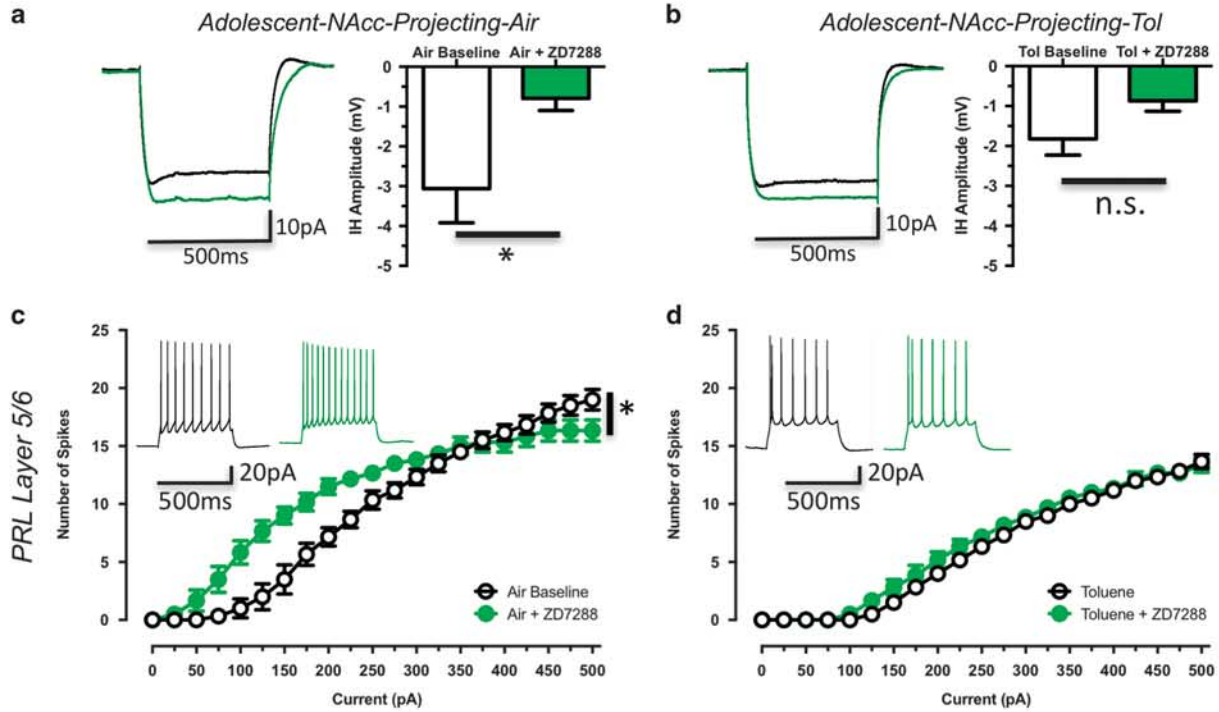 a
Adolescent-NAcc-Projecting-Air
Air Baseline Air + ZD7288
0
-1
-2
-3
-4
-5
IH Amplitude (mV)
*
10pA
500ms
b
Adolescent-NAcc-Projecting-Tol
Tol Baseline Tol + ZD7288
0
-1
-2
-3
-4
-5
IH Amplitude (mV)
n.s.
10pA
500ms
PRL Layer 5/6
c
25
20
15
10
5
0
Number of Spikes
20pA
500ms
*
Air Baseline
Air + ZD7288
0 50 100 150 200 250 300 350 400 450 500
Current (pA)
d
25
20
15
10
5
0
Number of Spikes
20pA
500ms
Toluene
Toluene + ZD7288
0 50 100 150 200 250 300 350 400 450 500
Current (pA)